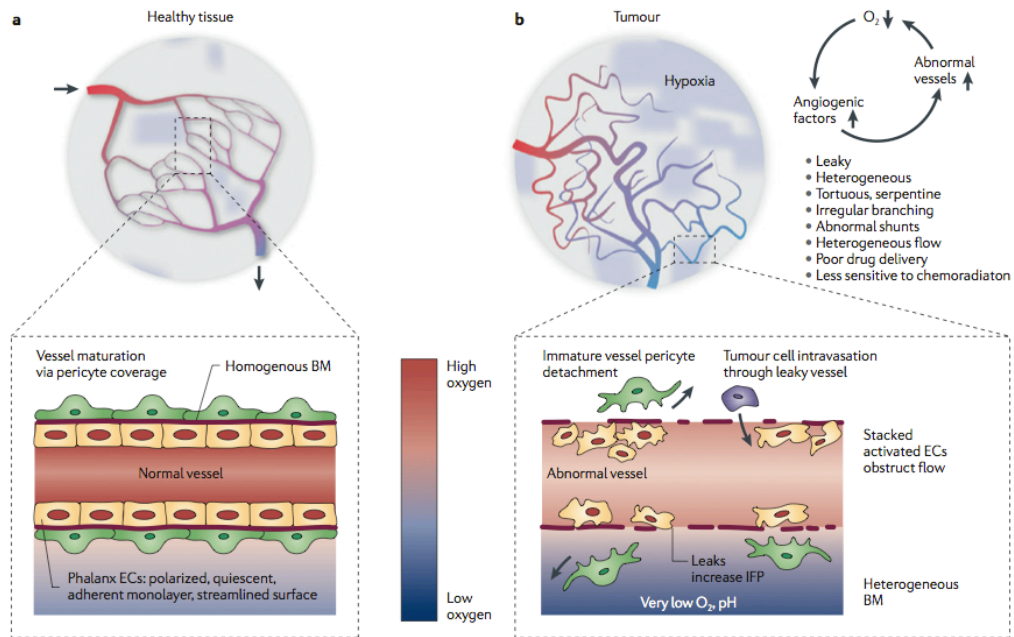 a
Healthy tissue
b
Tumour
Hypoxia
O2
Abnormal
vessels
Angiogenic
factors
• Leaky
• Heterogeneous
• Tortuous, serpentine
• Irregular branching
• Abnormal shunts
• Heterogeneous flow
• Poor drug delivery
• Less sensitive to chemoradiaton
Vessel maturation
via pericyte coverage
Homogenous BM
Normal vessel
Phalanx ECs: polarized, quiescent,
adherent monolayer, streamlined surface
High
oxygen
Low
oxygen
Immature vessel pericyte
detachment
Tumour cell intravasation
through leaky vessel
Abnormal vessel
Stacked
activated ECs
obstruct flow
Leaks
increase IFP
Very low O2, pH
Heterogeneous
BM